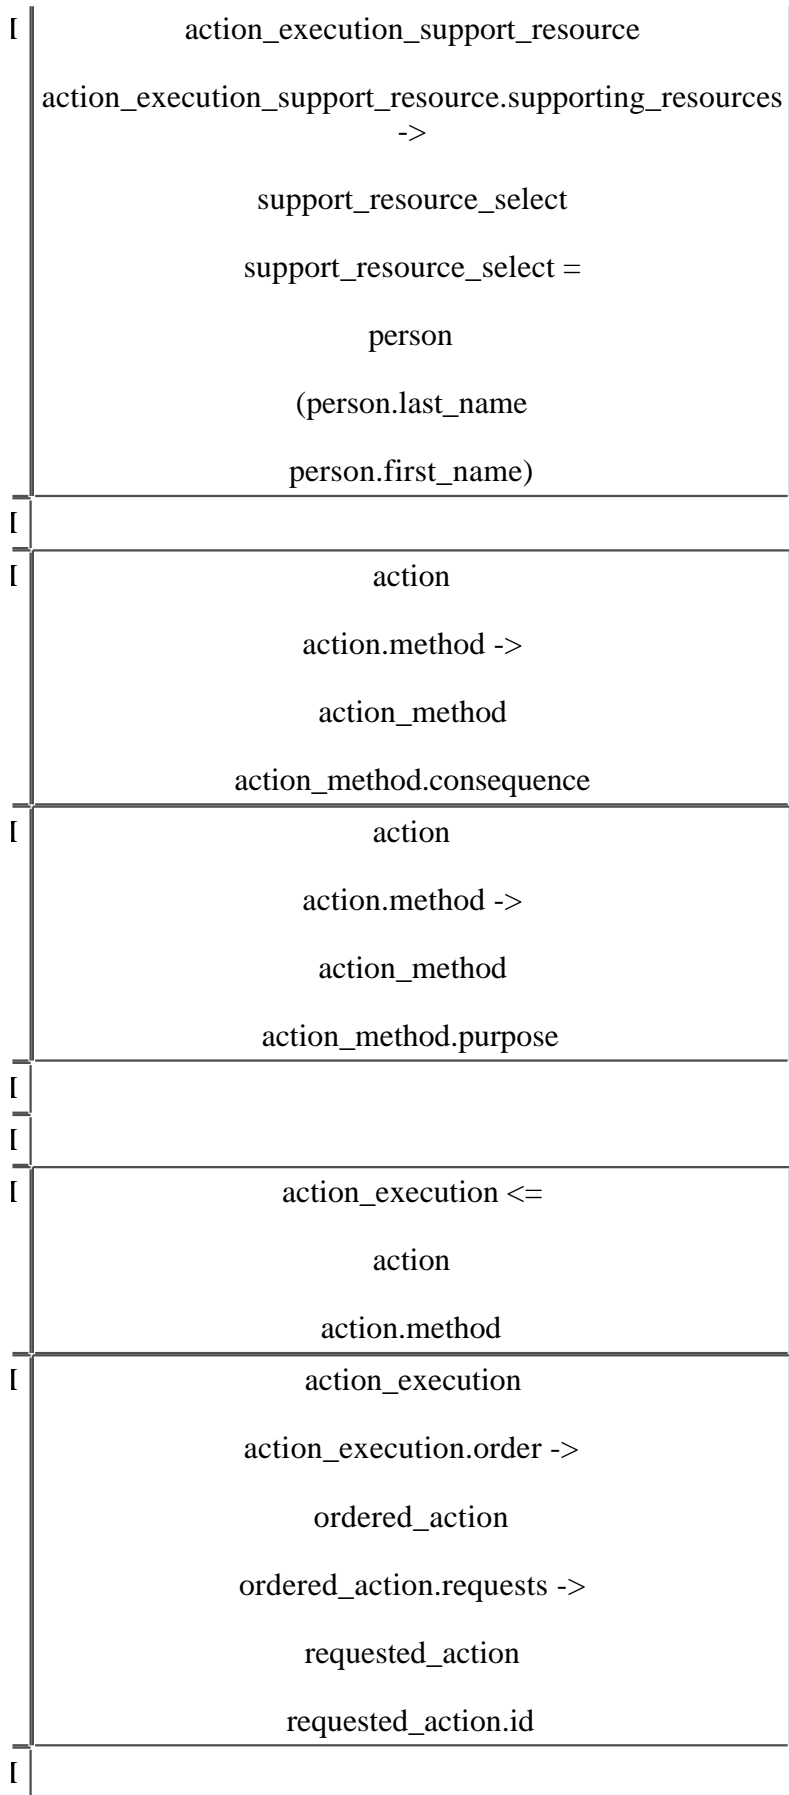 [
action_execution_support_resource
action_execution_support_resource.supporting_resources
->
support_resource_select
support_resource_select =
person
(person.last_name
person.first_name)
[
[
action
action.method ->
action_method
action_method.consequence
[
action
action.method ->
action_method
action_method.purpose
[
[
[
action_execution <=
action
action.method
[
action_execution
action_execution.order ->
ordered_action
ordered_action.requests ->
requested_action
requested_action.id
[